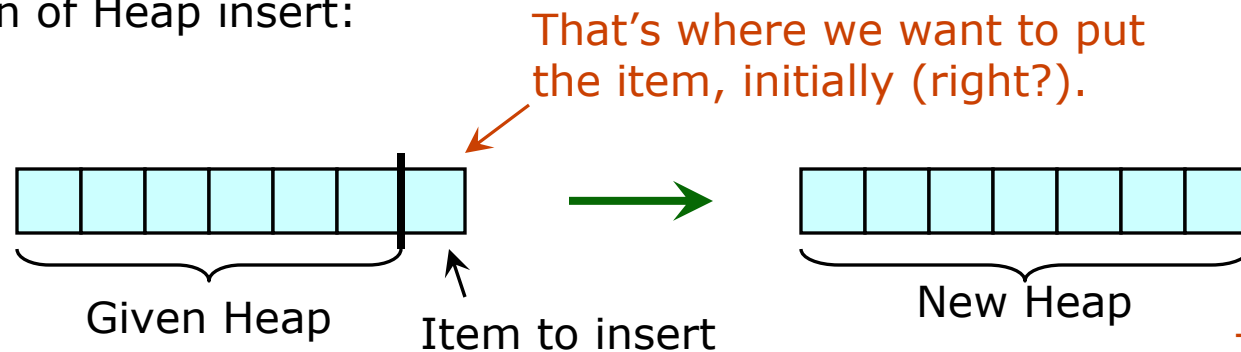 n of Heap insert:
That's where we want to put
the item, initially (right?).
Given Heap
Item to insert
New Heap